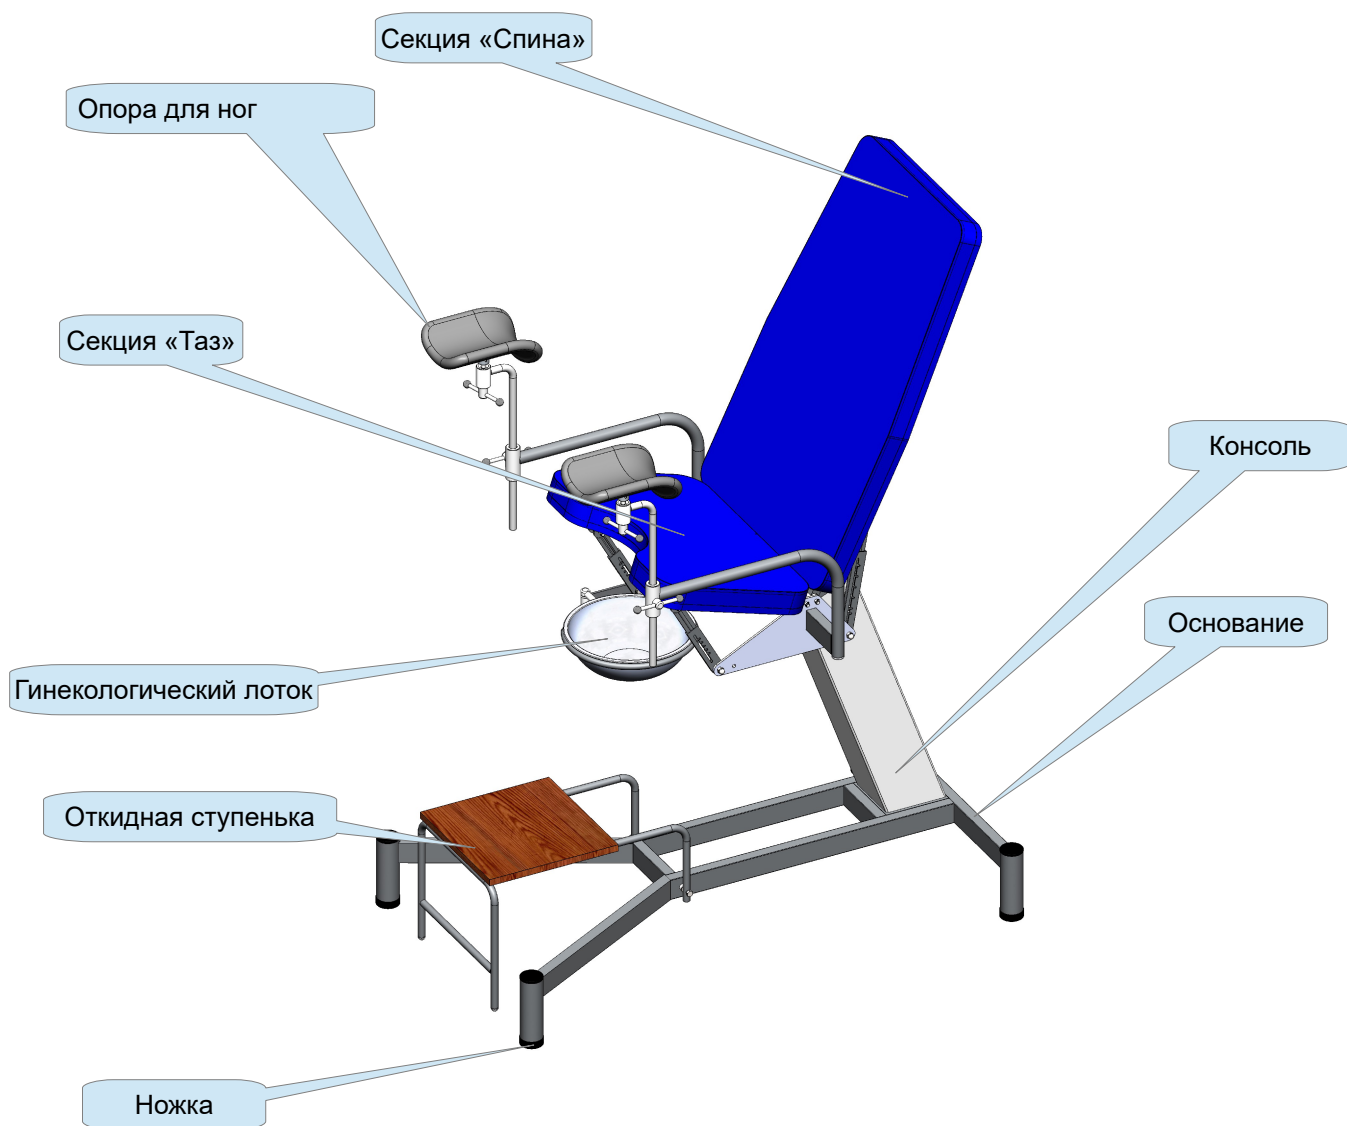 Секция «Спина»
Опора для ног
Секция «Таз»
Консоль
Основание
Гинекологический лоток
Откидная ступенька
Ножка